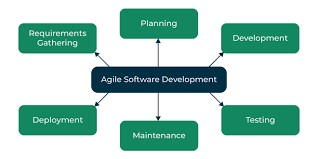 Planning
Requirements
Gathering
Development
Agile Software Development
Deployment
Maintenance
Testing